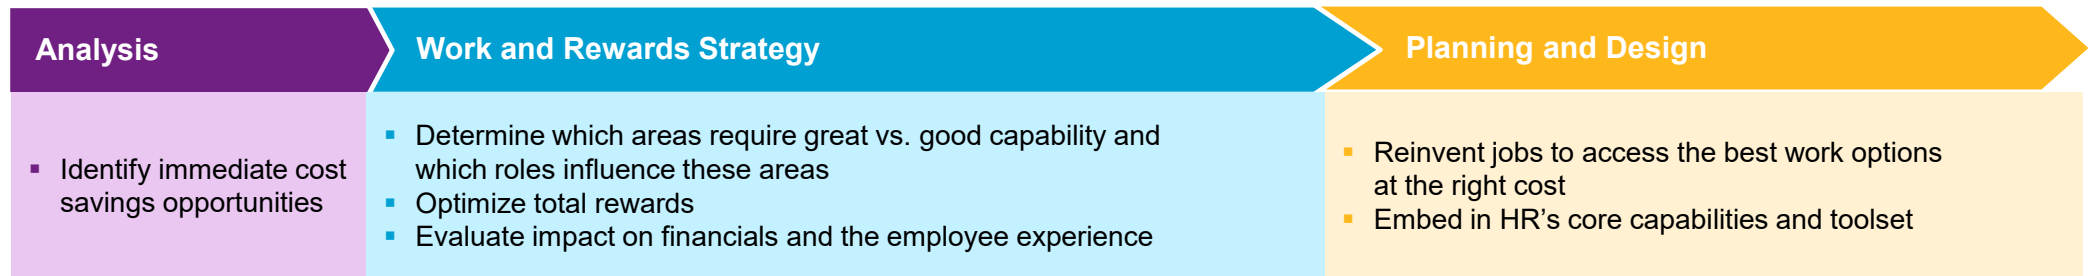 Analysis
▪ Identify immediate cost
savings opportunities
Work and Rewards Strategy
▪ Determine which areas require great vs. good capability and
which roles influence these areas
▪ Optimize total rewards
▪ Evaluate impact on financials and the employee experience
Planning and Design
▪ Reinvent jobs to access the best work options
at the right cost
▪ Embed in HR’s core capabilities and toolset